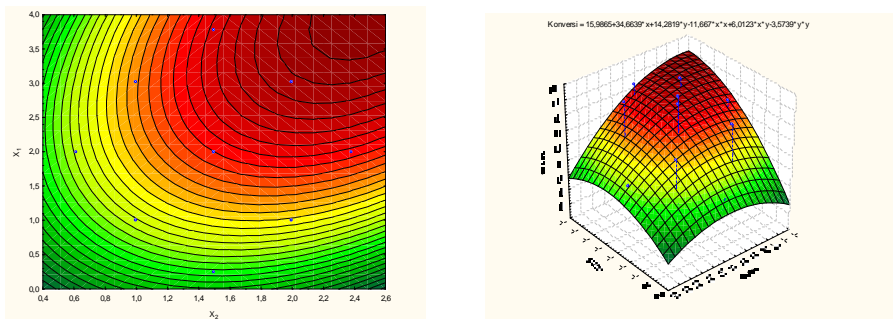 Konversi = 15,9865+34,6639*x+14,2819*y-11,667*x*x+6,0123*x*y-3,5739*y*y
4,0
3,5
3,0
2,5
2,0
1,5
1,0
0,5
0,0
X1
0,4 0,6 0,8 1,0 1,2 1,4 1,6 1,8 2,0 2,2 2,4 2,6
X2